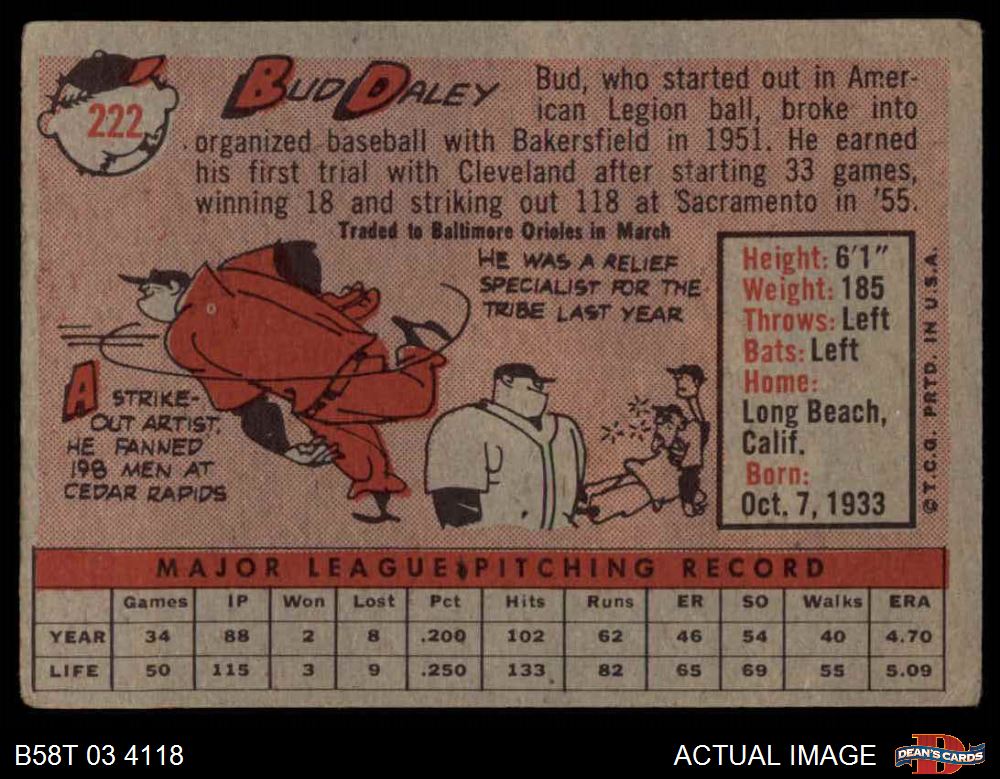 222
BUD DALEY
Bud, who started out in Amer-
ican Legion ball, broke into
organized baseball with Bakersfield in 1951. He earned
his first trial with Cleveland after starting 33 games,
winning 18 and striking out 118 at Sacramento in '55.
Traded to Baltimore Orioles in March
HE WAS A RELIEF
SPECIALIST FOR THE
TRIBE LAST YEAR
A STRIKE-
OUT ARTIST,
HE FANNED
198 MEN AT
CEDAR RAPIDS
Height: 6'1"
Weight: 185
Throws: Left
Bats: Left
Home:
Long Beach,
Calif.
Born:
Oct. 7, 1933
© T.C.G. PRTD. IN U.S.A.
MAJOR LEAGUE PITCHING RECORD
Games IP Won Lost Pct Hits Runs ER SO Walks ERA
YEAR 34 88 2 8 .200 102 62 46 54 40 4.70
LIFE 50 115 3 9 .250 133 82 65 69 55 5.09
B58T 03 4118
ACTUAL IMAGE
DEAN'S CARDS